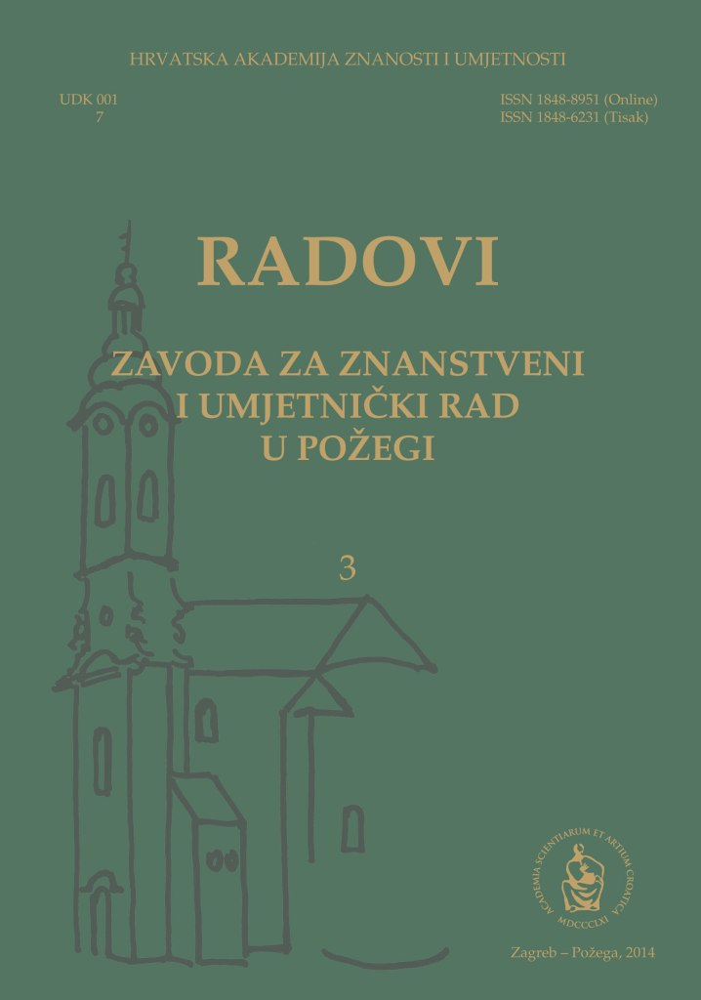 HRVATSKA AKADEMIJA ZNANOSTI I UMJETNOSTI
UDK 001
7
ISSN 1848-8951 (Online)
ISSN 1848-6231 (Tisak)
RADOVI
ZAVODA ZA ZNANSTVENI
I UMJETNIČKI RAD
U POŽEGI
3
ACADEMIA SCIENTIARUM ET ARTIUM CROATICA
MDCCCLXI
Zagreb – Požega, 2014